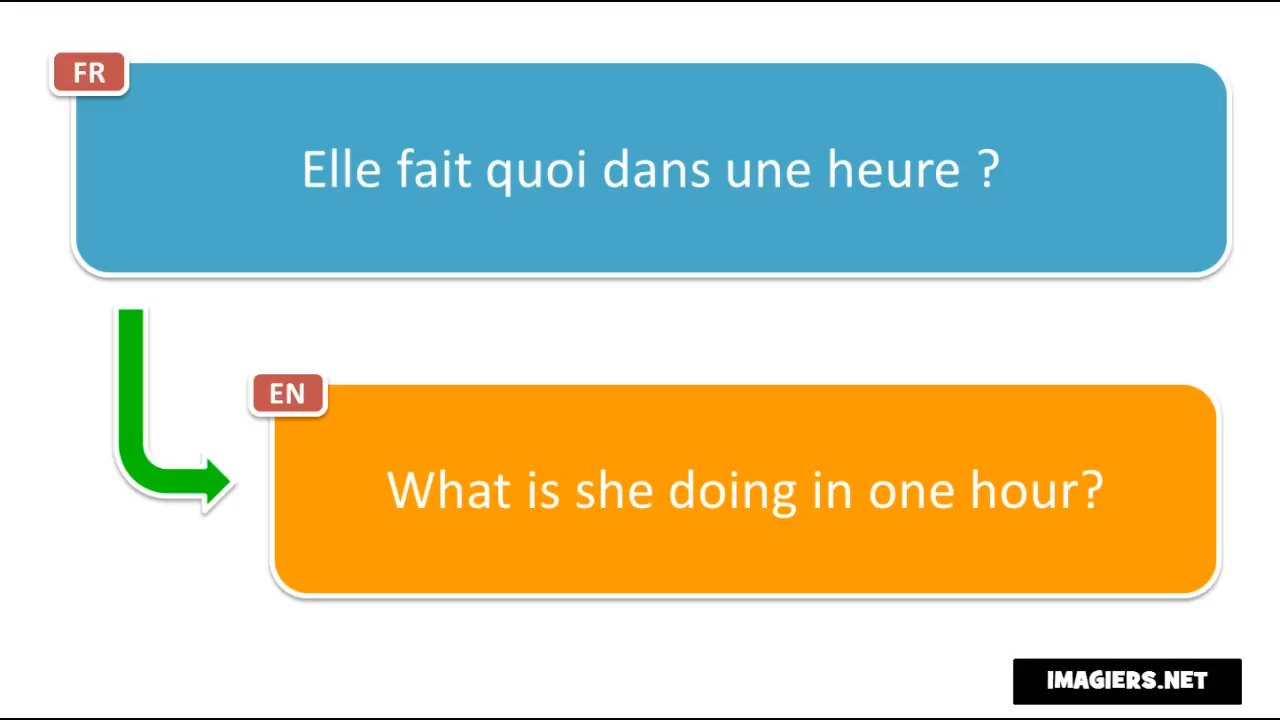 FR
Elle fait quoi dans une heure ?
EN
What is she doing in one hour?
IMAGIERS.NET